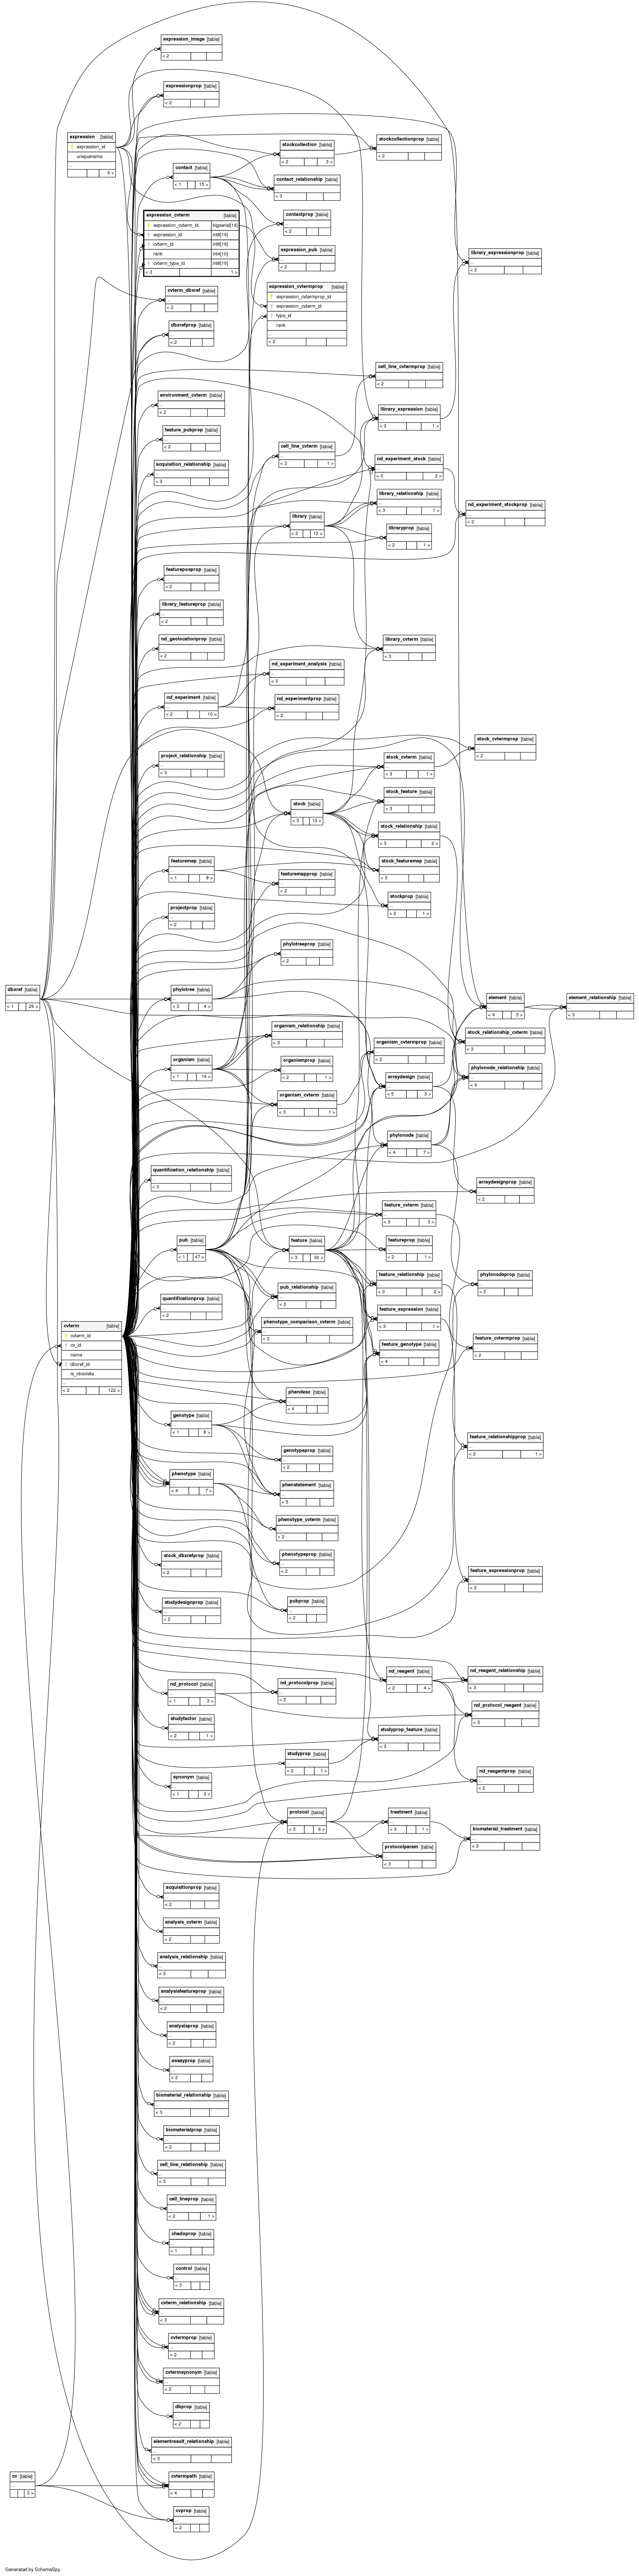 expression_image [table]
...
< 2
expressionprop [table]
...
< 2
expression [table]
expression_id
uniquename
...
6 >
stockcollectionprop [table]
...
< 2
stockcollection [table]
...
< 2 3 >
contact [table]
...
< 1 15 >
contact_relationship [table]
...
< 3
expression_cvterm [table]
expression_cvterm_id bigserial[19]
expression_id int8[19]
cvterm_id int8[19]
rank int4[10]
cvterm_type_id int8[19]
< 3 1 >
contactprop [table]
...
< 2
expression_pub [table]
...
< 2
library_expressionprop [table]
...
< 2
expression_cvtermprop [table]
expression_cvtermprop_id
expression_cvterm_id
type_id
rank
...
< 2
cvterm_dbxref [table]
...
< 2
dbxrefprop [table]
...
< 2
cell_line_cvtermprop [table]
...
< 2
environment_cvterm [table]
...
< 2
library_expression [table]
...
< 3 1 >
feature_pubprop [table]
...
< 2
cell_line_cvterm [table]
...
< 3 1 >
acquisition_relationship [table]
...
< 3
nd_experiment_stock [table]
...
< 3 2 >
library_relationship [table]
...
< 3 1 >
nd_experiment_stockprop [table]
...
< 2
library [table]
...
< 2 12 >
libraryprop [table]
...
< 2 1 >
featureposprop [table]
...
< 2
library_featureprop [table]
...
< 2
nd_geolocationprop [table]
...
< 2
library_cvterm [table]
...
< 3
nd_experiment_analysis [table]
...
< 3
nd_experiment [table]
...
< 2 10 >
nd_experimentprop [table]
...
< 2
stock_cvtermprop [table]
...
< 2
project_relationship [table]
...
< 3
stock_cvterm [table]
...
< 3 1 >
stock_feature [table]
...
< 3
stock [table]
...
< 3 13 >
stock_relationship [table]
...
< 3 2 >
featuremap [table]
...
< 1 8 >
stock_featuremap [table]
...
< 3
featuremapprop [table]
...
< 2
stockprop [table]
...
< 2 1 >
projectprop [table]
...
< 2
phylotreeprop [table]
...
< 2
dbxref [table]
...
< 1 26 >
phylotree [table]
...
< 3 4 >
element [table]
...
< 4 3 >
element_relationship [table]
...
< 3
organism_relationship [table]
...
< 3
stock_relationship_cvterm [table]
...
< 3
organism_cvtermprop [table]
...
< 2
organism [table]
...
< 1 14 >
organismprop [table]
...
< 2 1 >
phylonode_relationship [table]
...
< 4
arraydesign [table]
...
< 5 3 >
organism_cvterm [table]
...
< 3 1 >
phylonode [table]
...
< 4 7 >
quantification_relationship [table]
...
< 3
arraydesignprop [table]
...
< 2
feature_cvterm [table]
...
< 3 3 >
pub [table]
...
< 1 47 >
feature [table]
...
< 3 30 >
featureprop [table]
...
< 2 1 >
feature_relationship [table]
...
< 3 2 >
phylonodeprop [table]
...
< 2
pub_relationship [table]
...
< 3
quantificationprop [table]
...
< 2
feature_expression [table]
...
< 3 1 >
phenotype_comparison_cvterm [table]
...
< 3
cvterm [table]
cvterm_id
cv_id
name
dbxref_id
is_obsolete
...
< 2 122 >
feature_genotype [table]
...
< 4
feature_cvtermprop [table]
...
< 2
phendesc [table]
...
< 4
genotype [table]
...
< 1 8 >
genotypeprop [table]
...
< 2
feature_relationshipprop [table]
...
< 2 1 >
phenotype [table]
...
< 4 7 >
phenstatement [table]
...
< 5
phenotype_cvterm [table]
...
< 2
stock_dbxrefprop [table]
...
< 2
phenotypeprop [table]
...
< 2
feature_expressionprop [table]
...
< 2
studydesignprop [table]
...
< 2
pubprop [table]
...
< 2
nd_protocol [table]
...
< 1 3 >
nd_protocolprop [table]
...
< 2
nd_reagent [table]
...
< 2 4 >
nd_reagent_relationship [table]
...
< 3
nd_protocol_reagent [table]
...
< 3
studyfactor [table]
...
< 2 1 >
studyprop_feature [table]
...
< 3
studyprop [table]
...
< 2 1 >
nd_reagentprop [table]
...
< 2
synonym [table]
...
< 1 3 >
protocol [table]
...
< 3 6 >
treatment [table]
...
< 3 1 >
biomaterial_treatment [table]
...
< 3
protocolparam [table]
...
< 3
acquisitionprop [table]
...
< 2
analysis_cvterm [table]
...
< 2
analysis_relationship [table]
...
< 3
analysisfeatureprop [table]
...
< 2
analysisprop [table]
...
< 2
assayprop [table]
...
< 2
biomaterial_relationship [table]
...
< 3
biomaterialprop [table]
...
< 2
cell_line_relationship [table]
...
< 3
cell_lineprop [table]
...
< 2 1 >
chadoprop [table]
...
< 1
control [table]
...
< 3
cvterm_relationship [table]
...
< 3
cvtermprop [table]
...
< 2
cvtermsynonym [table]
...
< 2
dbprop [table]
...
< 2
elementresult_relationship [table]
...
< 3
cv [table]
...
3 >
cvtermpath [table]
...
< 4
cvprop [table]
...
< 2
Generated by SchemaSpy